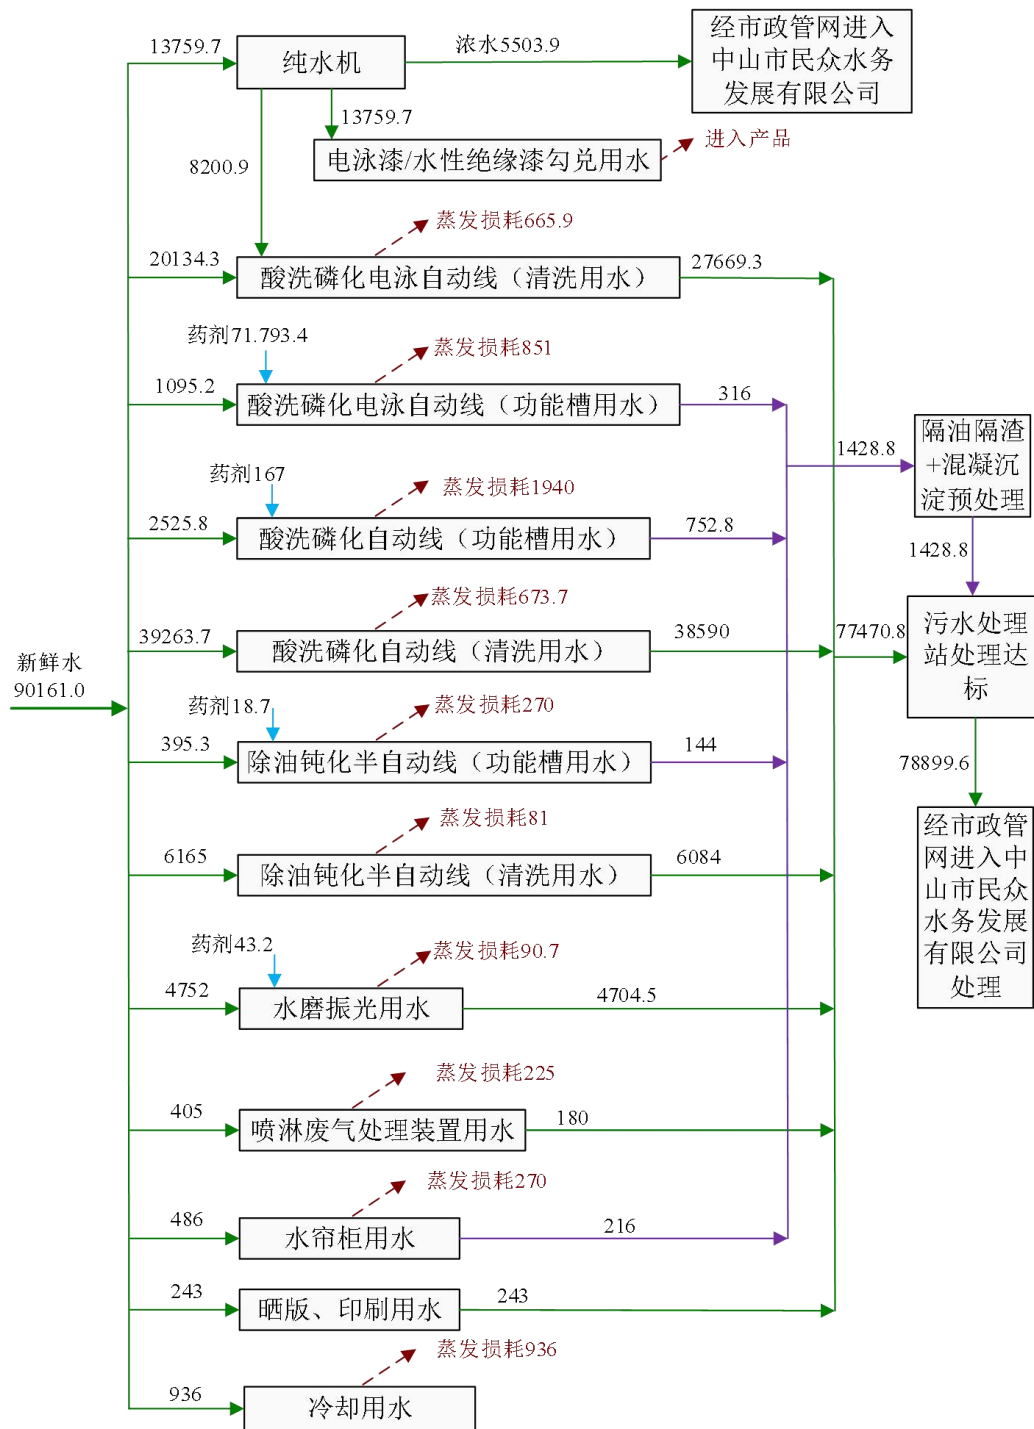 13759.7
纯水机
浓水5503.9
经市政管网进入
中山市民众水务
发展有限公司
13759.7
8200.9
电泳漆/水性绝缘漆勾兑用水
进入产品
蒸发损耗665.9
20134.3
酸洗磷化电泳自动线（清洗用水）
27669.3
药剂71.793.4
蒸发损耗851
1095.2
酸洗磷化电泳自动线（功能槽用水）
316
1428.8
隔油隔渣
+混凝沉
淀预处理
药剂167
蒸发损耗1940
2525.8
酸洗磷化自动线（功能槽用水）
752.8
1428.8
蒸发损耗673.7
39263.7
酸洗磷化自动线（清洗用水）
38590
77470.8
污水处理
站处理达
标
新鲜水
90161.0
药剂18.7
蒸发损耗270
395.3
除油钝化半自动线（功能槽用水）
144
78899.6
蒸发损耗81
6165
除油钝化半自动线（清洗用水）
6084
经市政管
网进入中
山市民众
水务发展
有限公司
处理
药剂43.2
蒸发损耗90.7
4752
水磨振光用水
4704.5
蒸发损耗225
405
喷淋废气处理装置用水
180
蒸发损耗270
486
水帘柜用水
216
243
晒版、印刷用水
243
蒸发损耗936
936
冷却用水